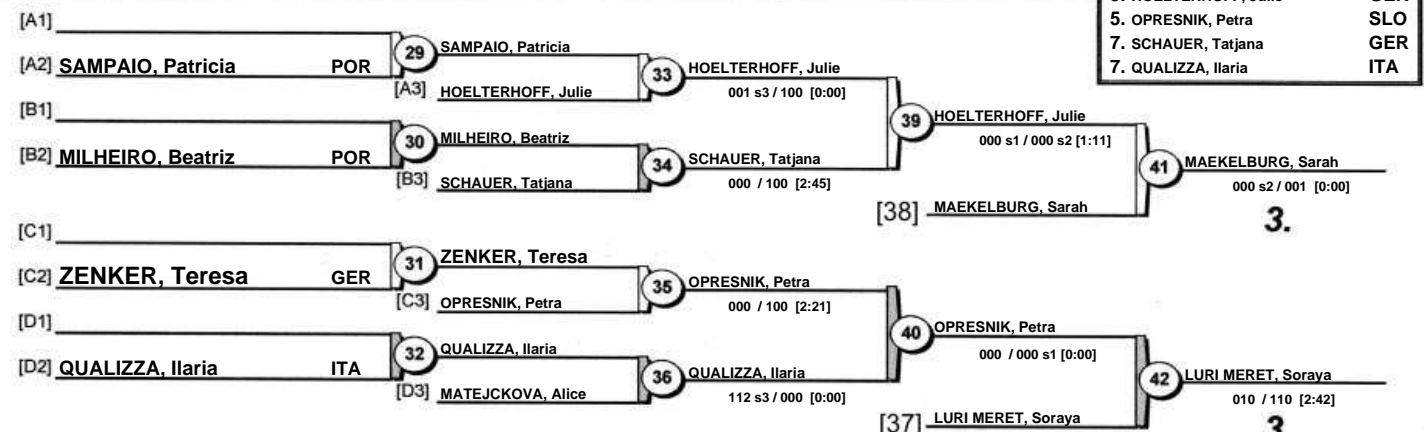 5. OPRESNIK, Petra SLO
7. SCHAUER, Tatjana GER
7. QUALIZZA, Ilaria ITA
[A1]
[A2] SAMPAIO, Patricia POR
29
SAMPAIO, Patricia
[A3] HOELTERHOFF, Julie
33
HOELTERHOFF, Julie
001 s3 / 100 [0:00]
[B1]
[B2] MILHEIRO, Beatriz POR
30
MILHEIRO, Beatriz
[B3] SCHAUER, Tatjana
34
SCHAUER, Tatjana
000 / 100 [2:45]
39
HOELTERHOFF, Julie
000 s1 / 000 s2 [1:11]
[38] MAEKELBURG, Sarah
41
MAEKELBURG, Sarah
000 s2 / 001 [0:00]
3.
[C1]
[C2] ZENKER, Teresa GER
31
ZENKER, Teresa
[C3] OPRESNIK, Petra
35
OPRESNIK, Petra
000 / 100 [2:21]
[D1]
[D2] QUALIZZA, Ilaria ITA
32
QUALIZZA, Ilaria
[D3] MATEJCKOVA, Alice
36
QUALIZZA, Ilaria
112 s3 / 000 [0:00]
40
OPRESNIK, Petra
000 / 000 s1 [0:00]
[37] LURI MERET, Soraya
42
LURI MERET, Soraya
010 / 110 [2:42]
3